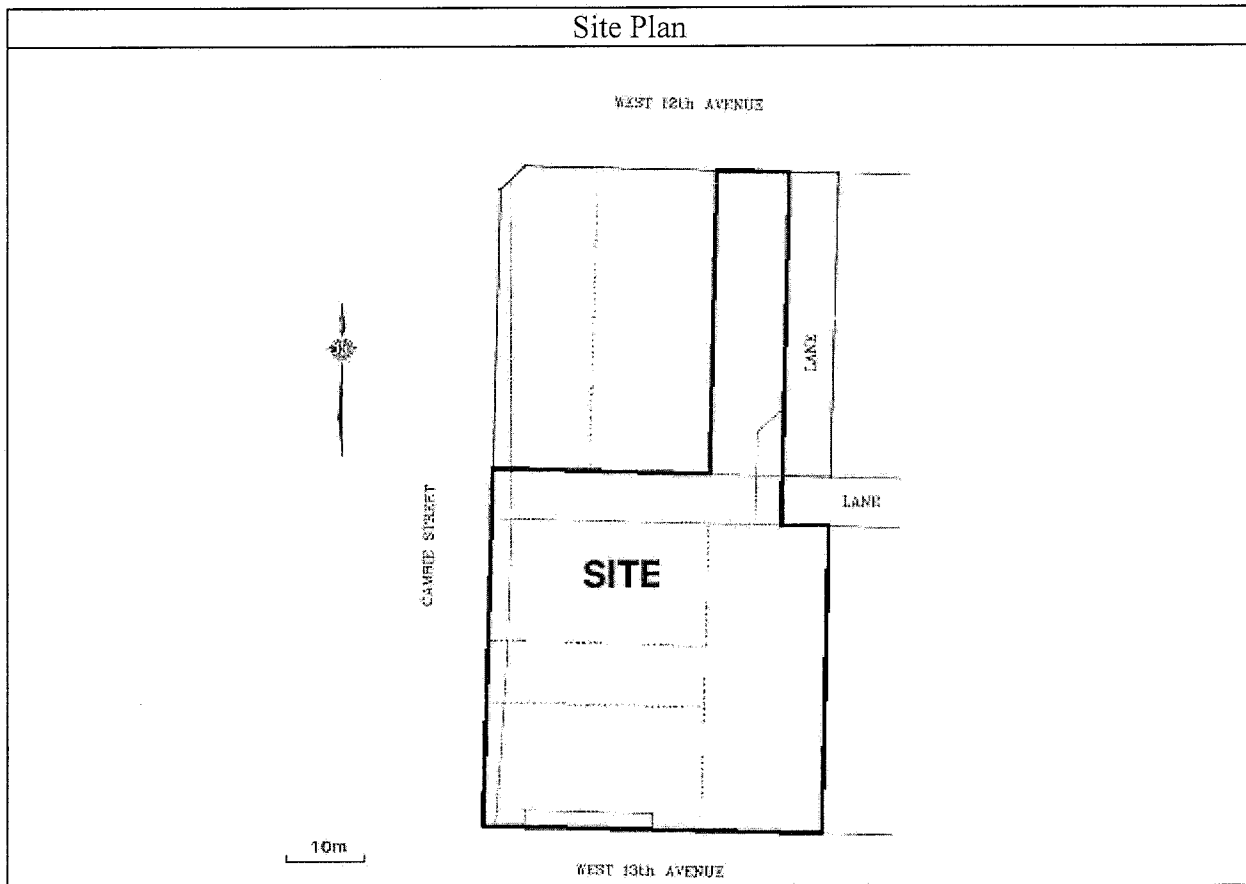 Site Plan
WEST 12th AVENUE
LANE
LANE
CAMBIE STREET
SITE
10m
WEST 13th AVENUE